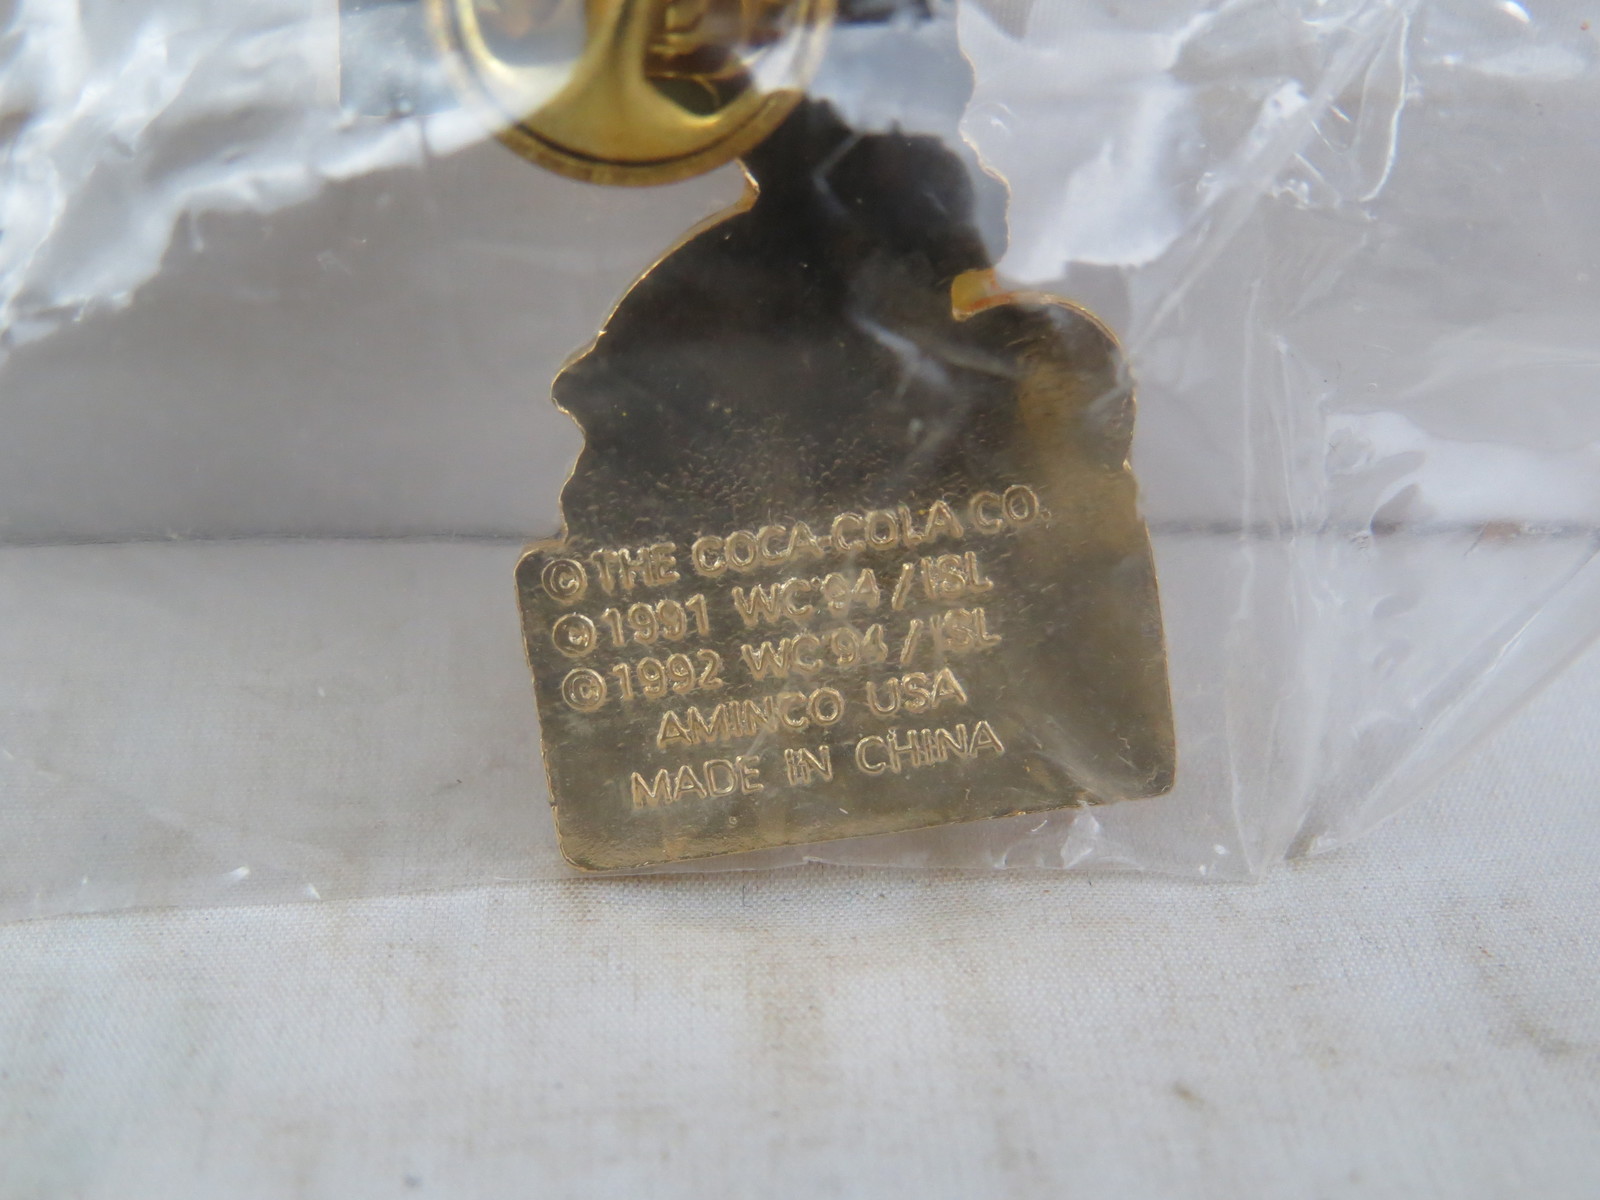 © THE COCA-COLA CO.
© 1991 WC'94 / ISL
© 1992 WC'94 / ISL
AMINCO USA
MADE IN CHINA